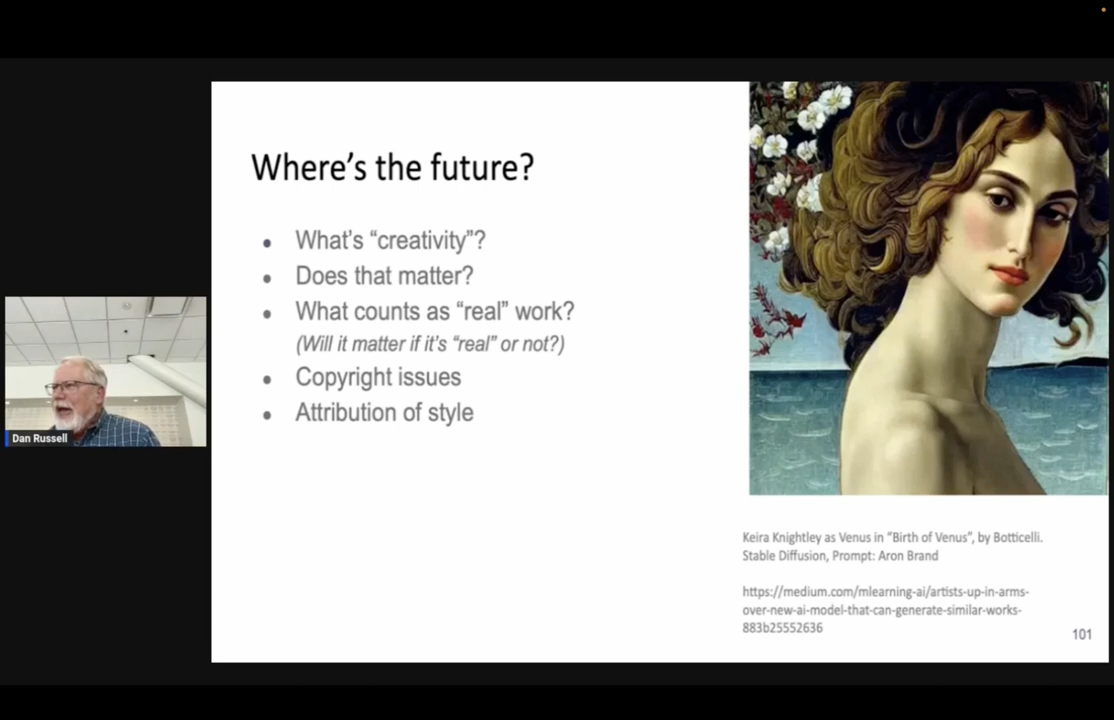 Where's the future?
• What's “creativity”?
• Does that matter?
• What counts as “real” work?
(Will it matter if it's “real” or not?)
• Copyright issues
• Attribution of style
Dan Russell
Keira Knightley as Venus in “Birth of Venus”, by Botticelli.
Stable Diffusion, Prompt: Aron Brand
https://medium.com/mlearning-ai/artists-up-in-arms-
over-new-ai-model-that-can-generate-similar-works-
883b25552636
101